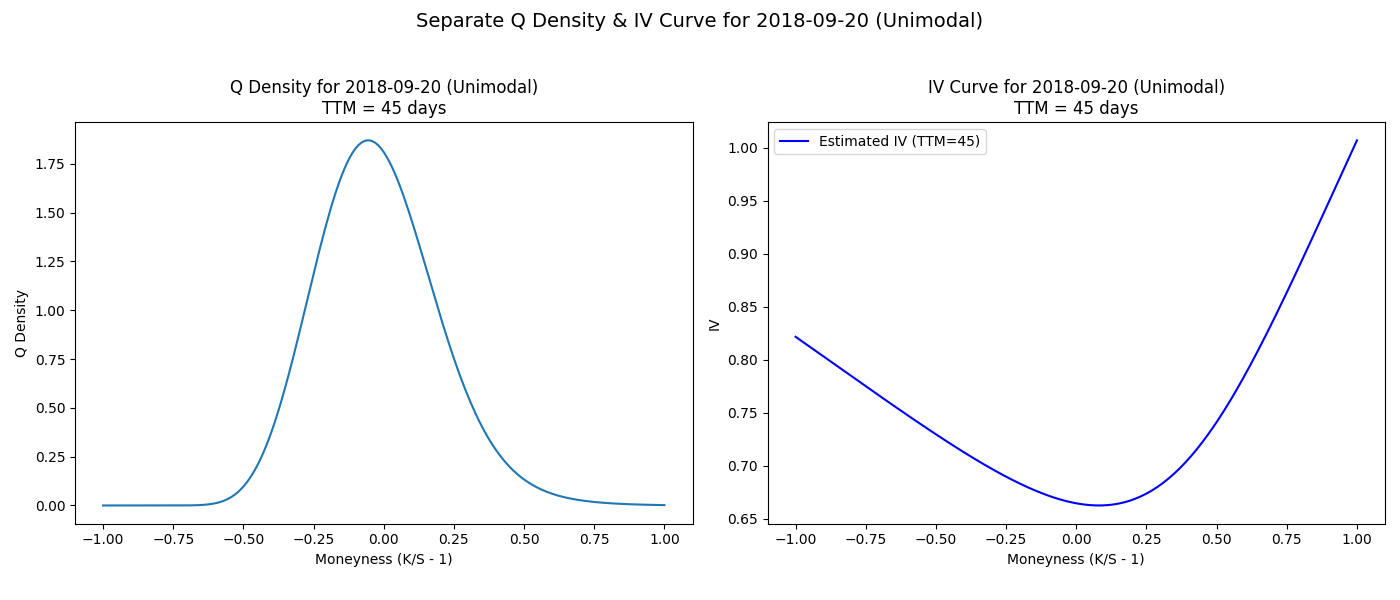 Separate Q Density & IV Curve for 2018-09-20 (Unimodal)
Q Density for 2018-09-20 (Unimodal)
TTM = 45 days
Q Density
1.75
1.50
1.25
1.00
0.75
0.50
0.25
0.00
−1.00 −0.75 −0.50 −0.25 0.00 0.25 0.50 0.75 1.00
Moneyness (K/S - 1)
IV Curve for 2018-09-20 (Unimodal)
TTM = 45 days
Estimated IV (TTM=45)
IV
1.00
0.95
0.90
0.85
0.80
0.75
0.70
0.65
−1.00 −0.75 −0.50 −0.25 0.00 0.25 0.50 0.75 1.00
Moneyness (K/S - 1)